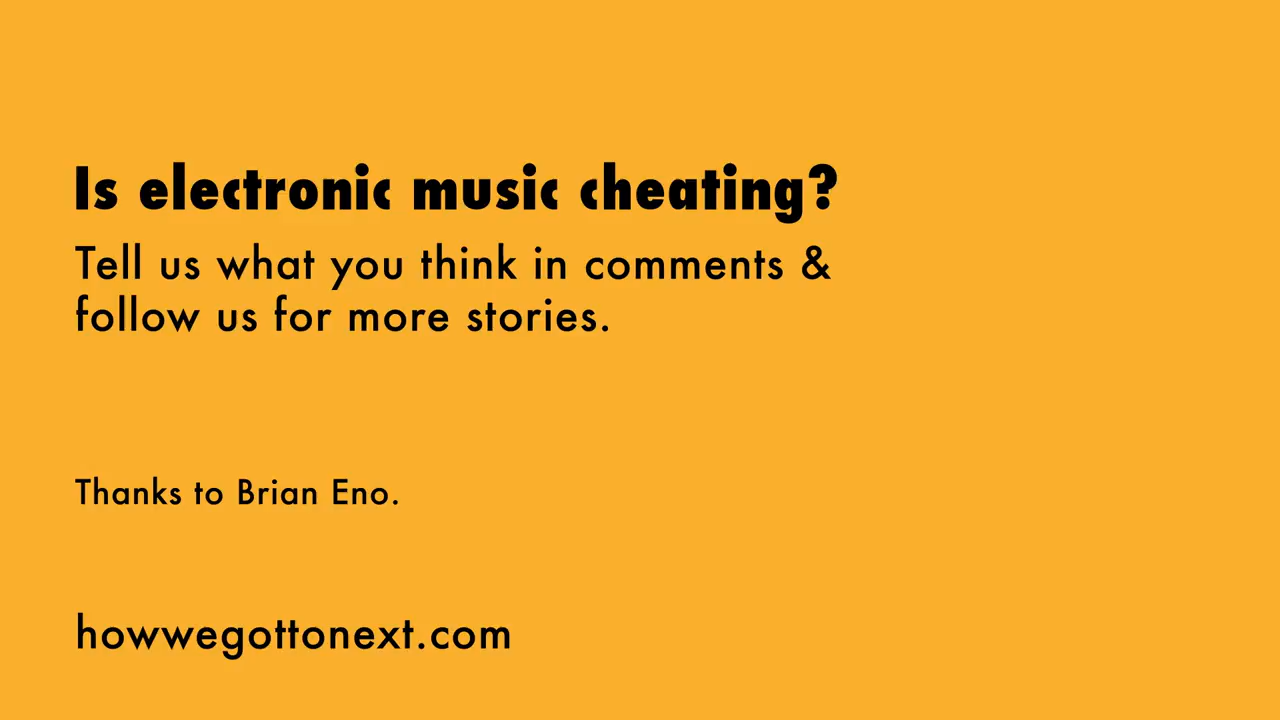 Is electronic music cheating?
Tell us what you think in comments &
follow us for more stories.
Thanks to Brian Eno.
howwegottonext.com